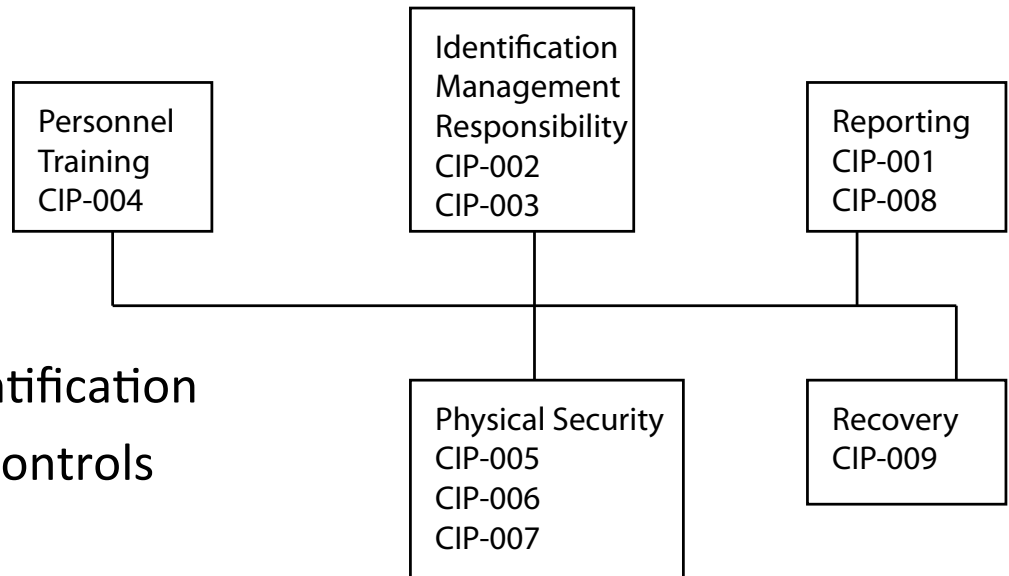 Identification
Management
Responsibility
CIP-002
CIP-003
Personnel
Training
CIP-004
Reporting
CIP-001
CIP-008
Physical Security
CIP-005
CIP-006
CIP-007
Recovery
CIP-009